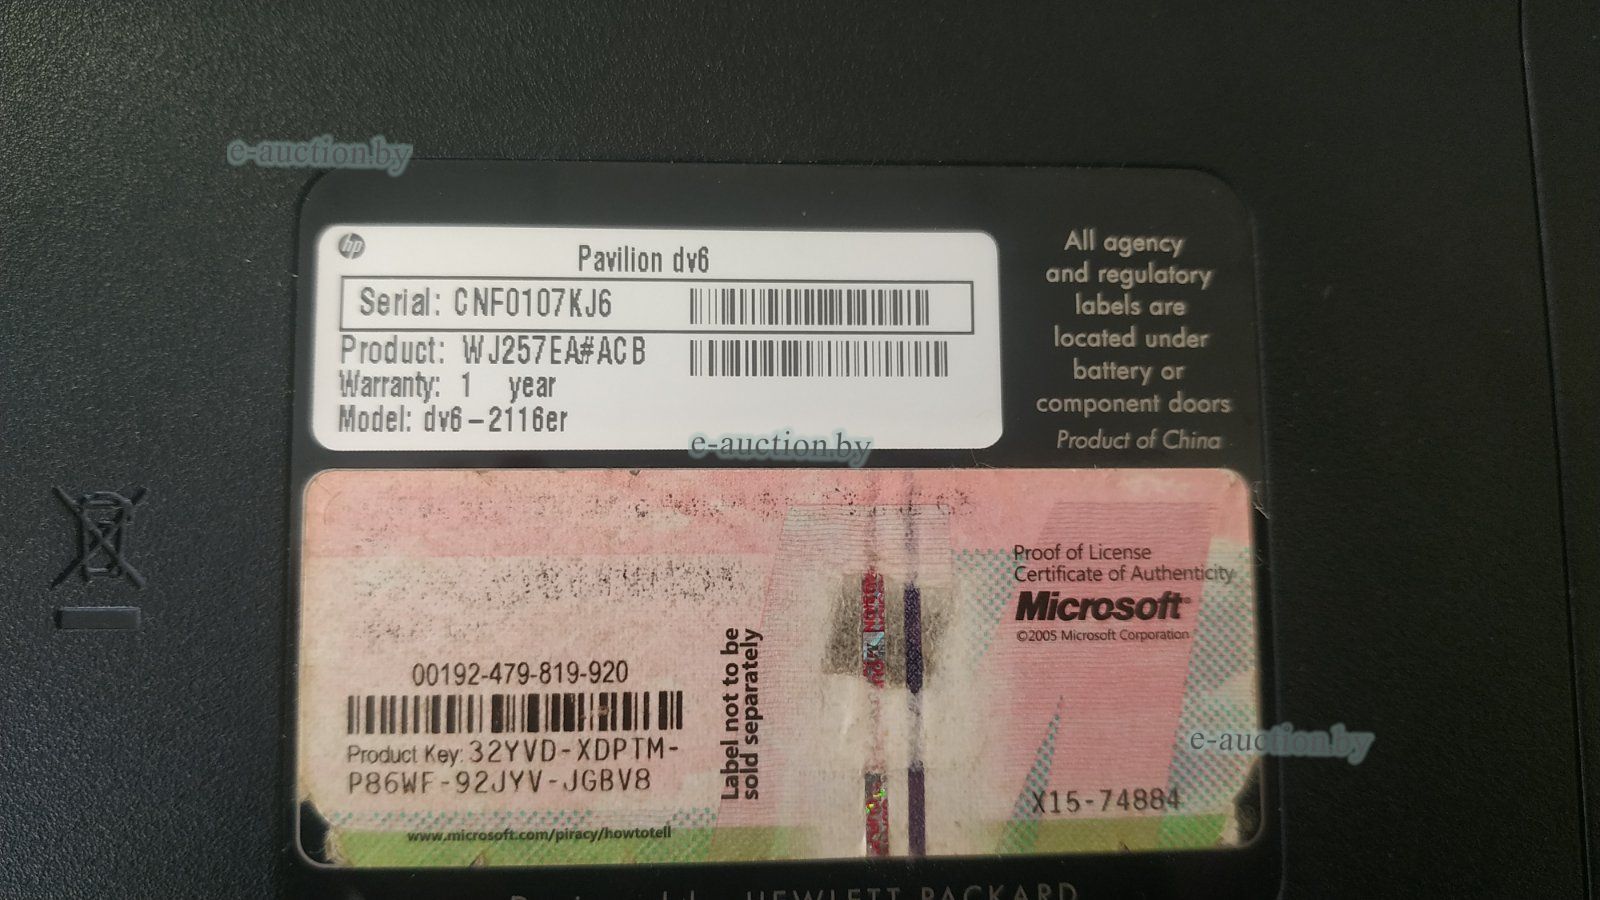 e-auction.by
hp
Pavilion dv6
Serial: CNF0107KJ6
Product: WJ257EA#ACB
Warranty: 1 year
Model: dv6-2116er
e-auction.by
All agency
and regulatory
labels are
located under
battery or
component doors
Product of China
00192-479-819-920
Product Key: 32YVD-XDPTM-
P86WF-92JYV-JGBV8
www.microsoft.com/piracy/howtotell
Label not to be
sold separately
Proof of License
Certificate of Authenticity
Microsoft
©2005 Microsoft Corporation
e-auction.by
X15-74884
HEWLETT PACKARD